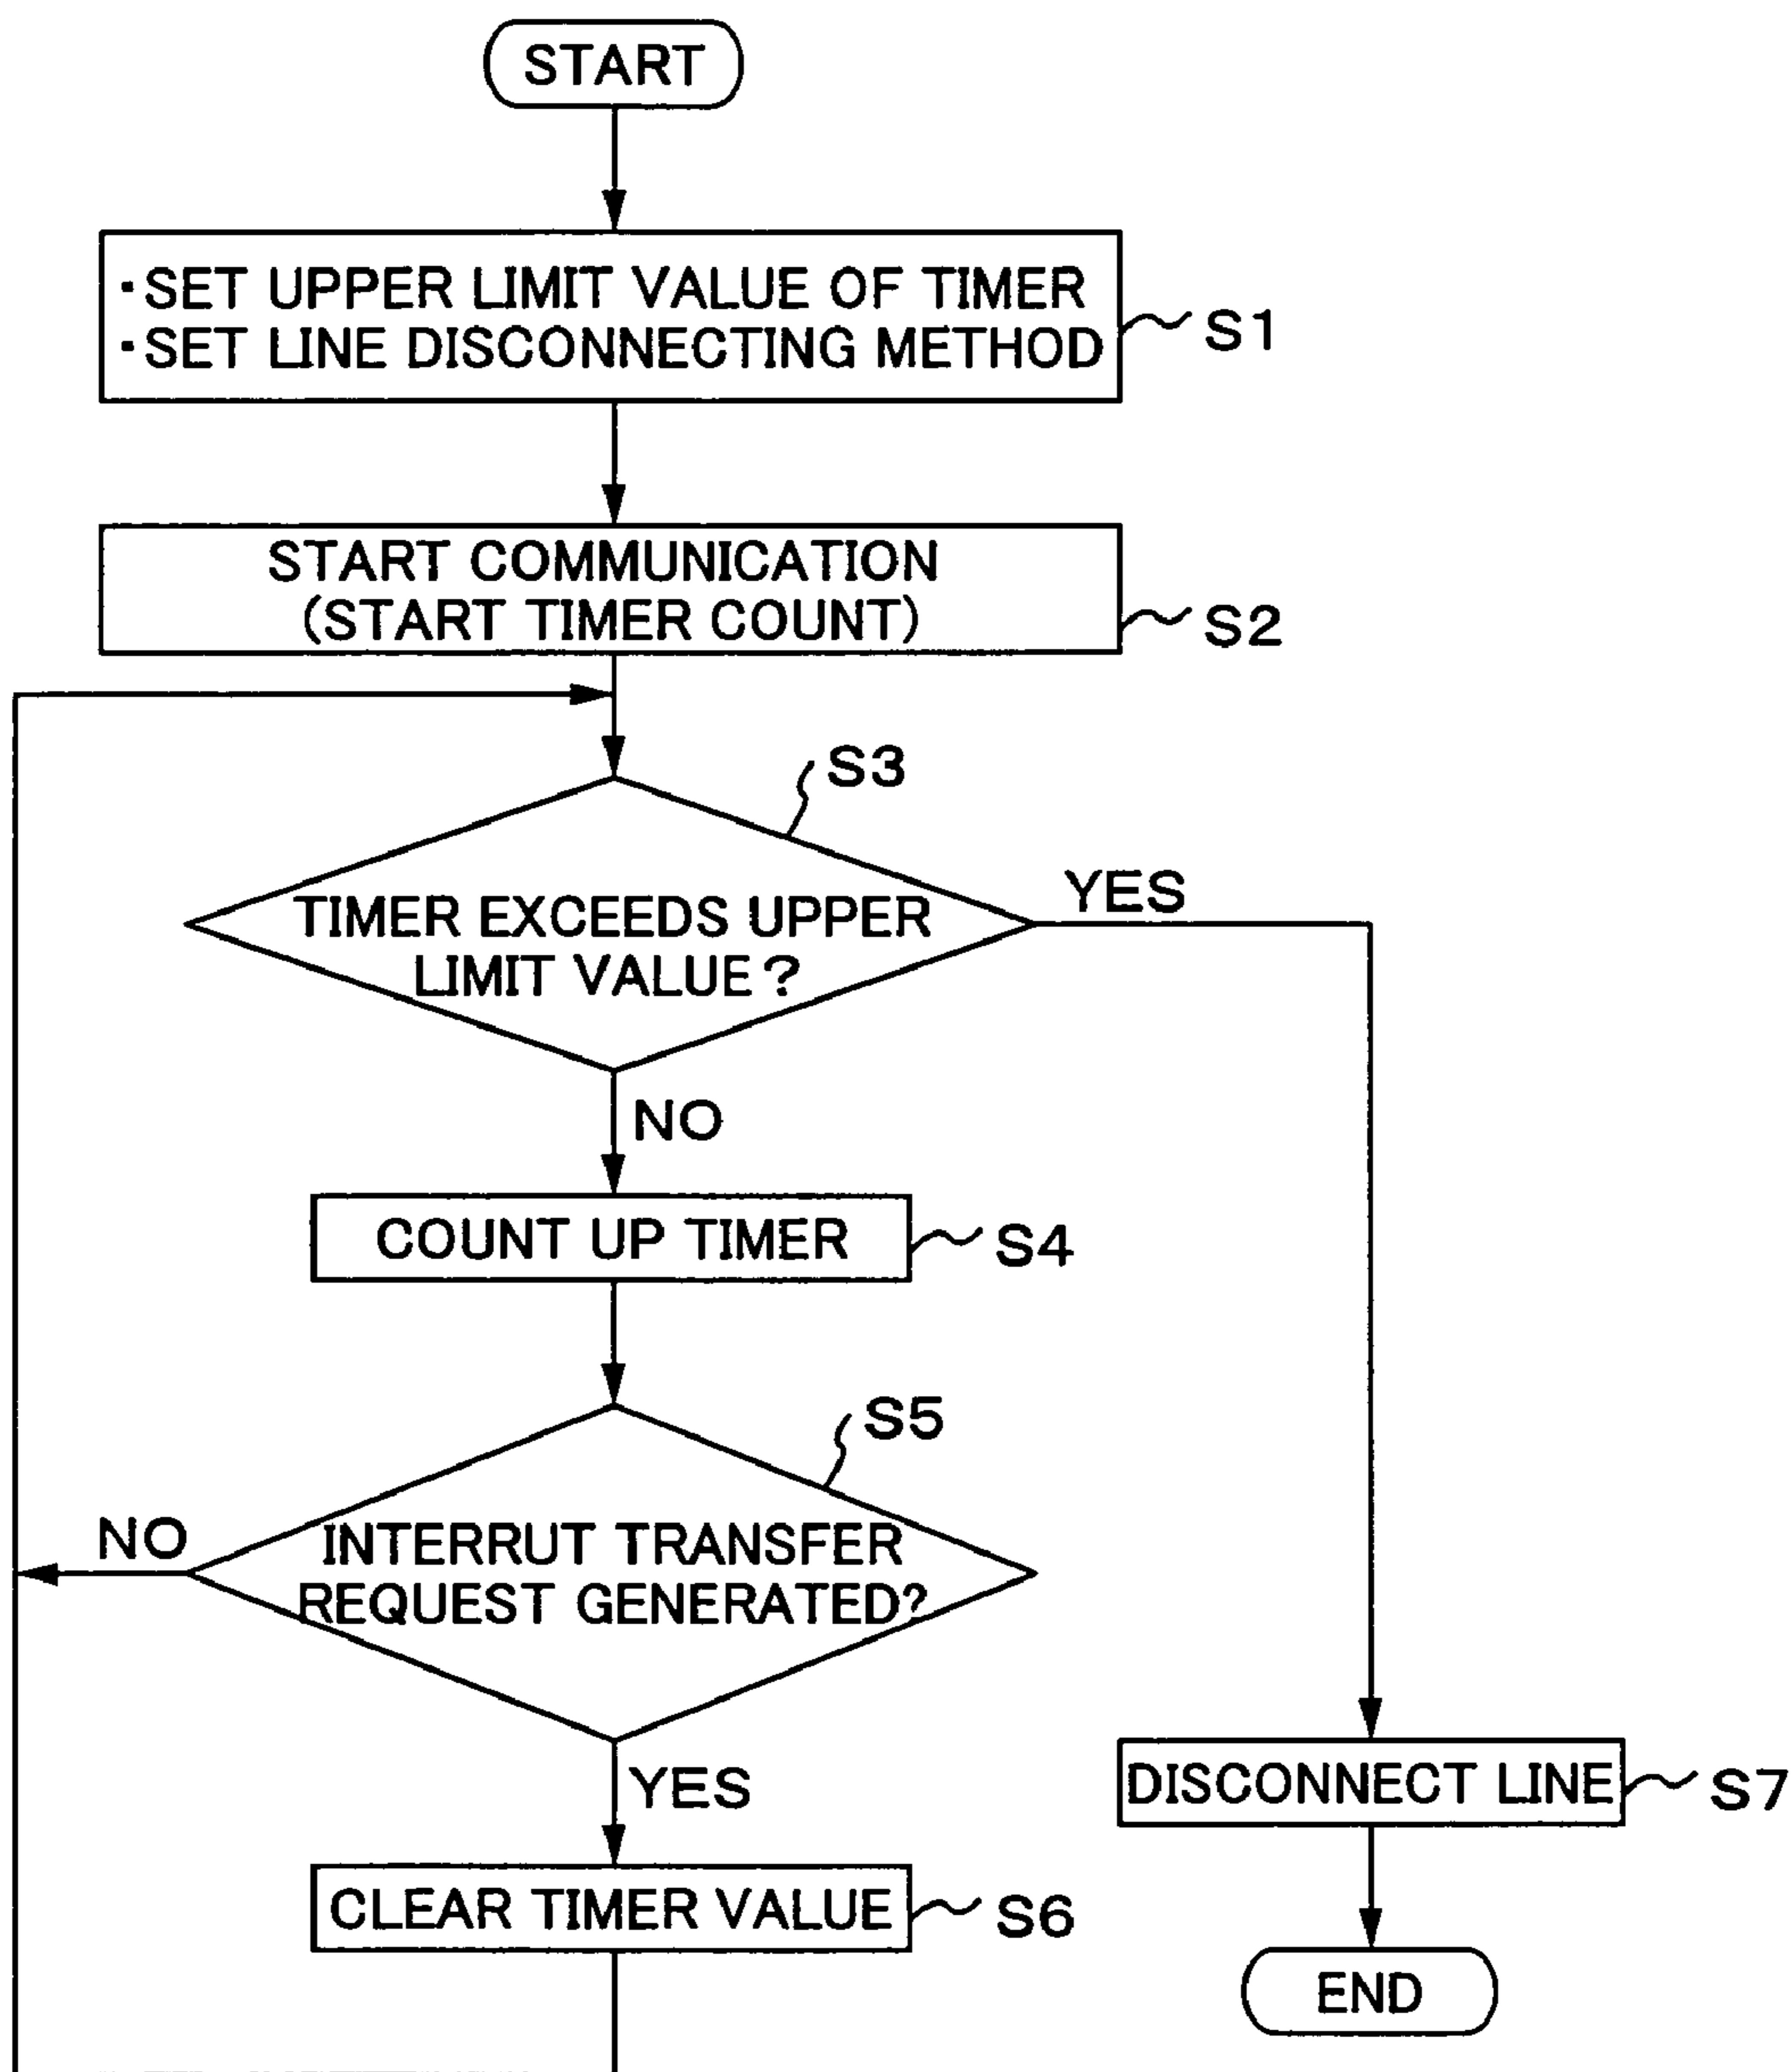 START
・SET UPPER LIMIT VALUE OF TIMER
・SET LINE DISCONNECTING METHOD
S1
START COMMUNICATION
(START TIMER COUNT)
S2
S3
TIMER EXCEEDS UPPER
LIMIT VALUE?
YES
NO
COUNT UP TIMER
S4
S5
INTERRUT TRANSFER
REQUEST GENERATED?
NO
YES
DISCONNECT LINE
S7
CLEAR TIMER VALUE
S6
END